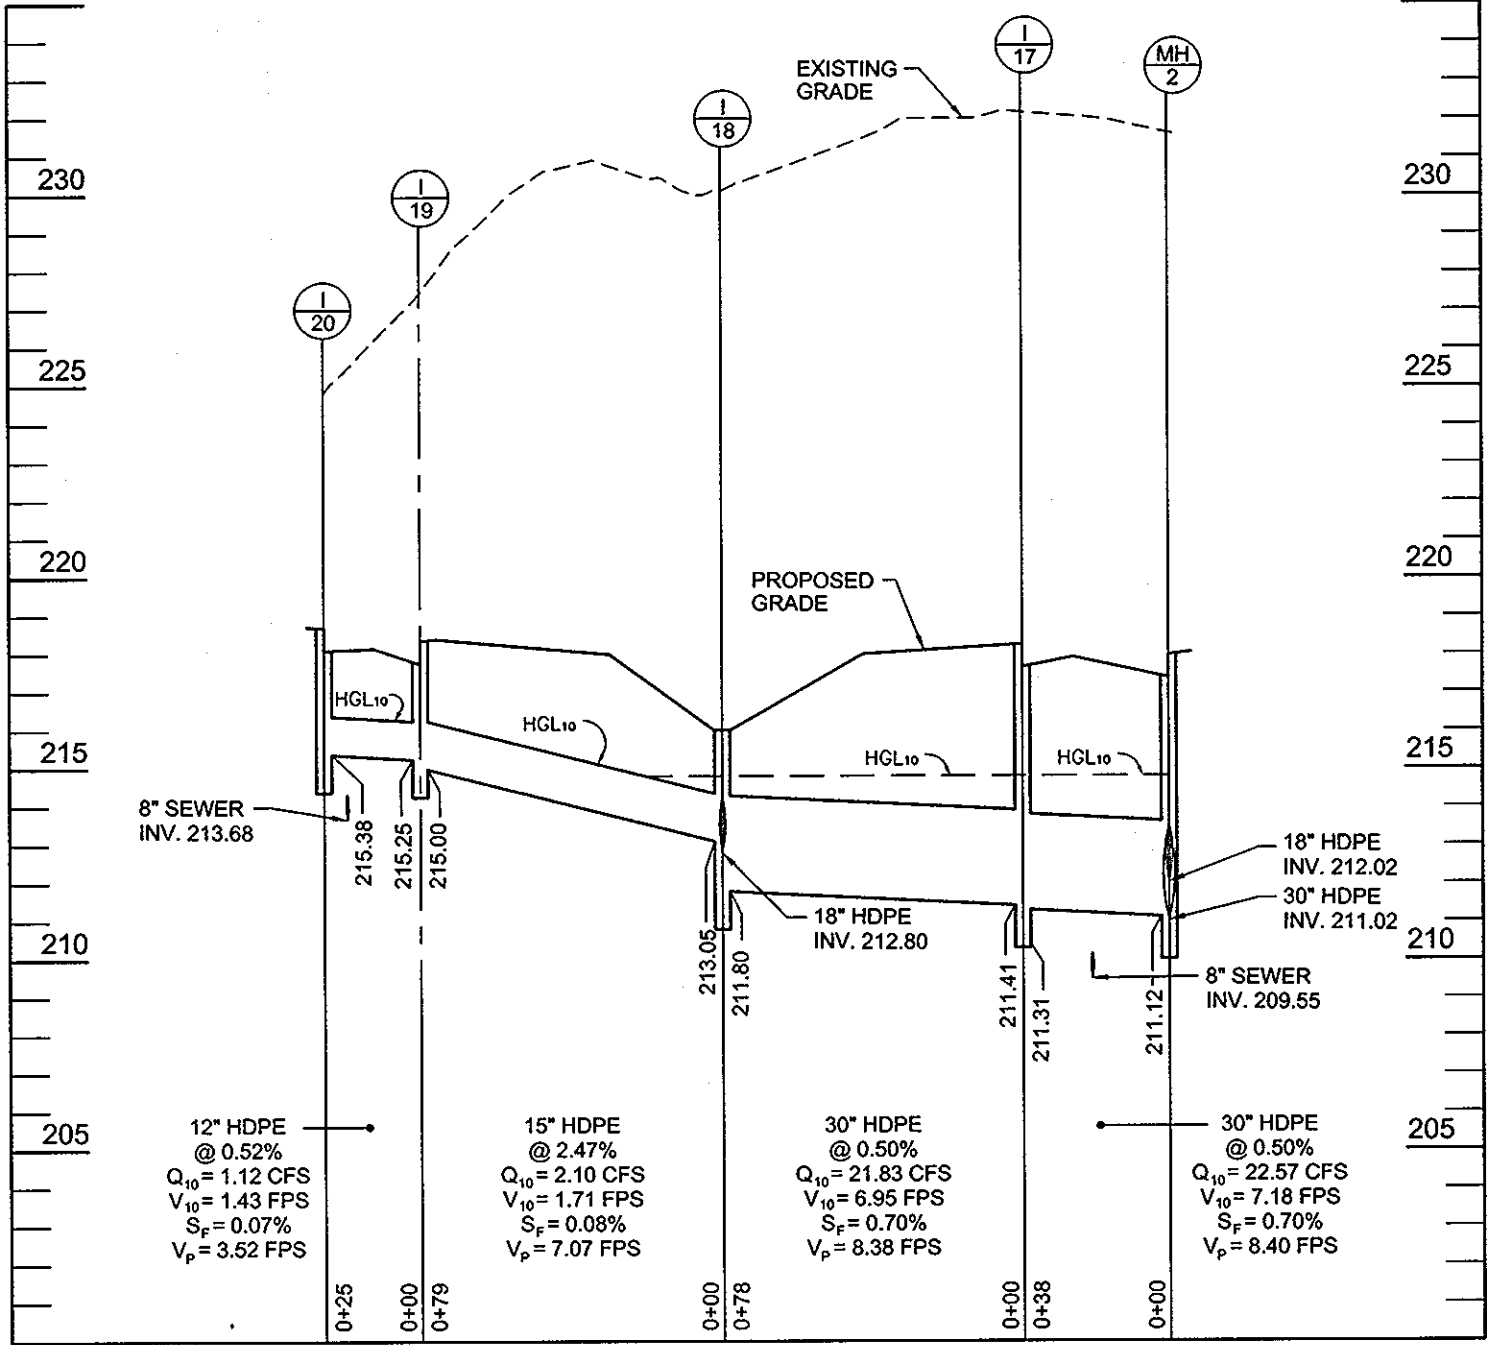 I
17
MH
2
EXISTING
GRADE
I
18
230
230
I
19
I
20
225
225
220
220
PROPOSED
GRADE
HGL10
HGL10
HGL10
HGL10
215
215
8" SEWER
INV. 213.68
215.38
215.25
215.00
18" HDPE
INV. 212.02
30" HDPE
INV. 211.02
18" HDPE
INV. 212.80
210
210
213.05
211.80
211.41
211.31
211.12
8" SEWER
INV. 209.55
205
205
12" HDPE
@ 0.52%
Q10= 1.12 CFS
V10= 1.43 FPS
SF= 0.07%
VP= 3.52 FPS
15" HDPE
@ 2.47%
Q10= 2.10 CFS
V10= 1.71 FPS
SF= 0.08%
VP= 7.07 FPS
30" HDPE
@ 0.50%
Q10= 21.83 CFS
V10= 6.95 FPS
SF= 0.70%
VP= 8.38 FPS
30" HDPE
@ 0.50%
Q10= 22.57 CFS
V10= 7.18 FPS
SF= 0.70%
VP= 8.40 FPS
0+25
0+00
0+79
0+00
0+78
0+00
0+38
0+00